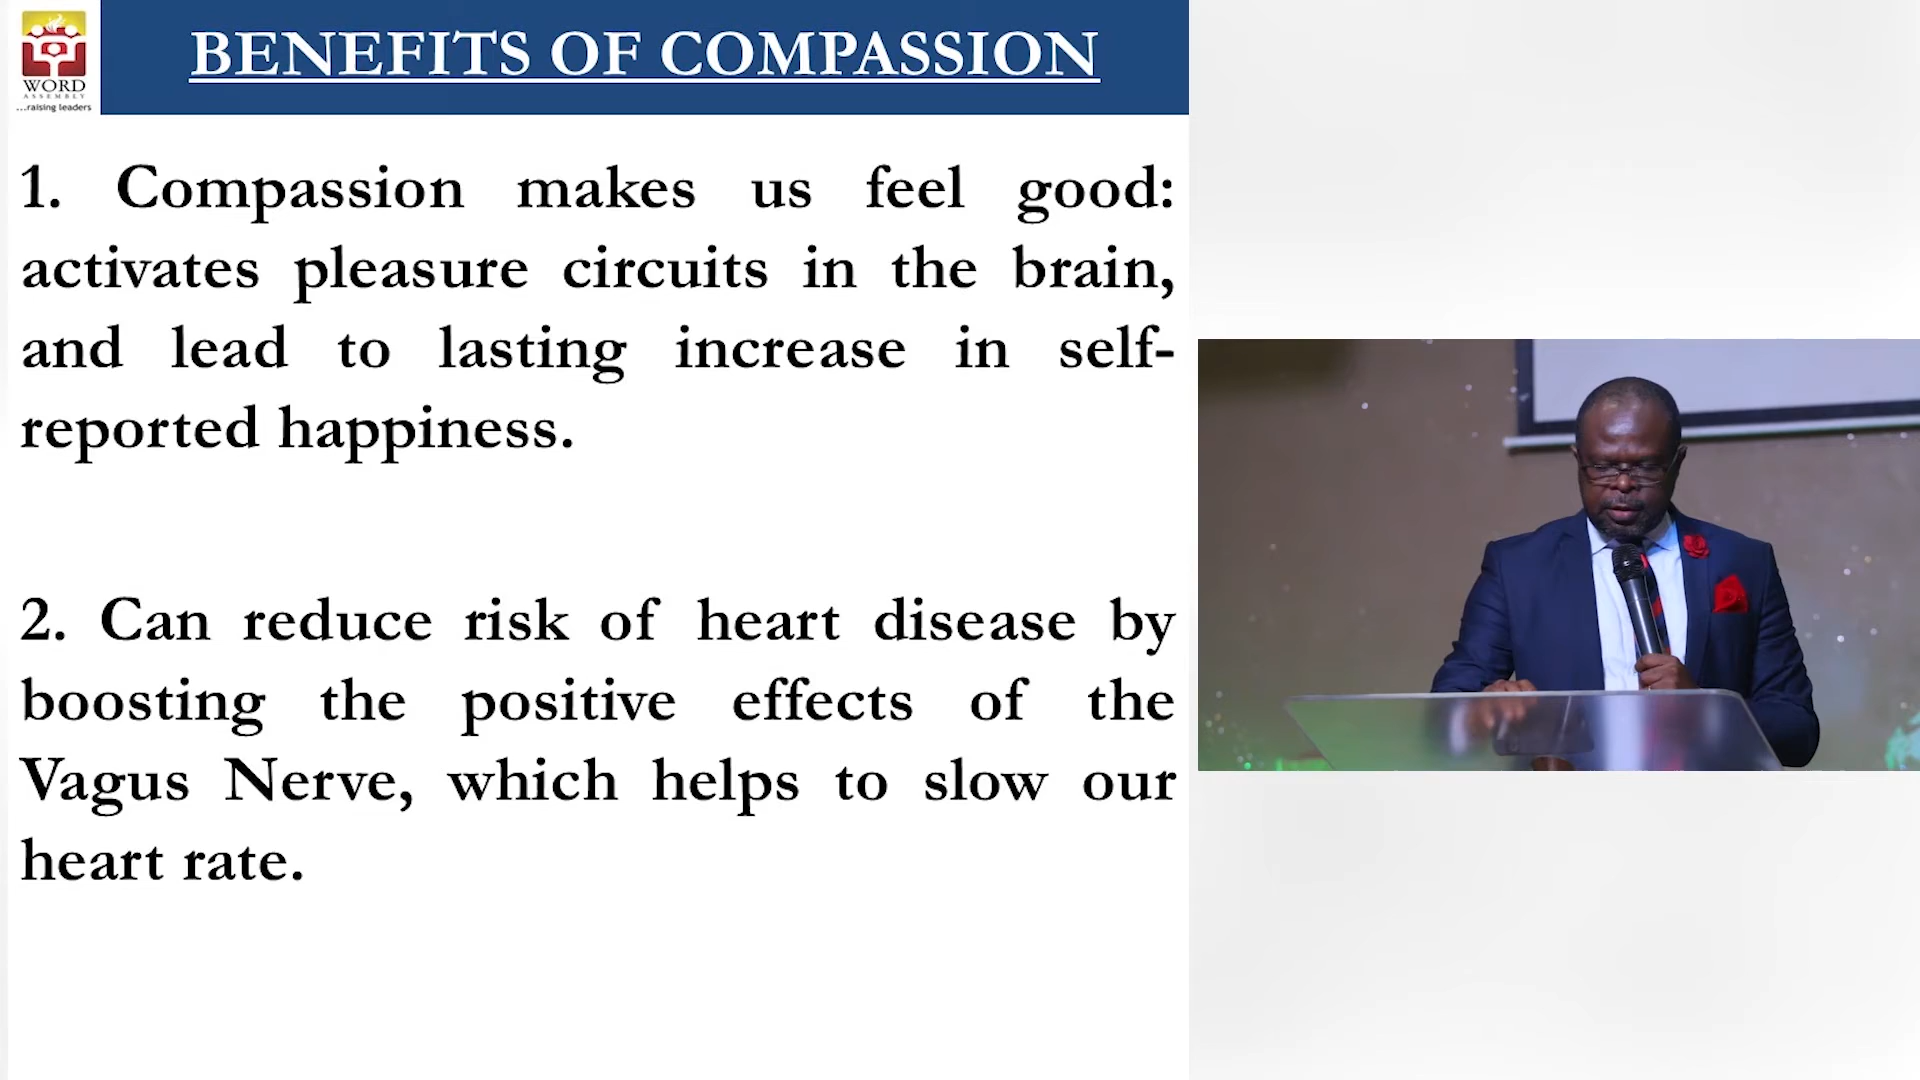 WORD
ASSEMBLY
...raising leaders
BENEFITS OF COMPASSION
1. Compassion makes us feel good:
activates pleasure circuits in the brain,
and lead to lasting increase in self-
reported happiness.
2. Can reduce risk of heart disease by
boosting the positive effects of the
Vagus Nerve, which helps to slow our
heart rate.